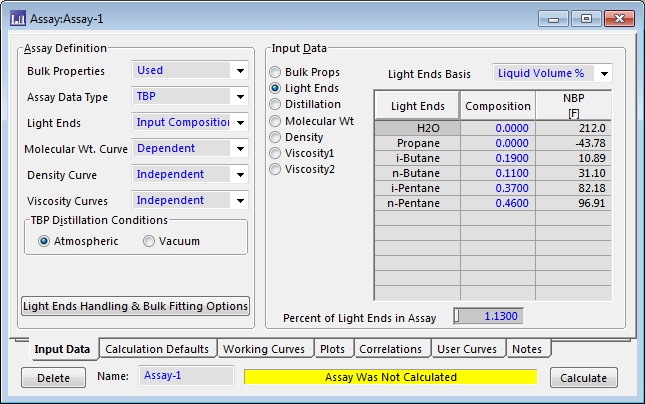 Assay:Assay-1
Assay Definition
Bulk Properties Used
Assay Data Type TBP
Light Ends Input Composition
Molecular Wt. Curve Dependent
Density Curve Independent
Viscosity Curves Independent
TBP Distillation Conditions
Atmospheric Vacuum
Light Ends Handling & Bulk Fitting Options
Input Data
Bulk Props
Light Ends
Distillation
Molecular Wt
Density
Viscosity1
Viscosity2
Light Ends Basis Liquid Volume %
Light Ends Composition NBP
[F]
H2O 0.0000 212.0
Propane 0.0000 -43.78
i-Butane 0.1900 10.89
n-Butane 0.1100 31.10
i-Pentane 0.3700 82.18
n-Pentane 0.4600 96.91
Percent of Light Ends in Assay 1.1300
Input Data Calculation Defaults Working Curves Plots Correlations User Curves Notes
Delete Name: Assay-1 Assay Was Not Calculated Calculate